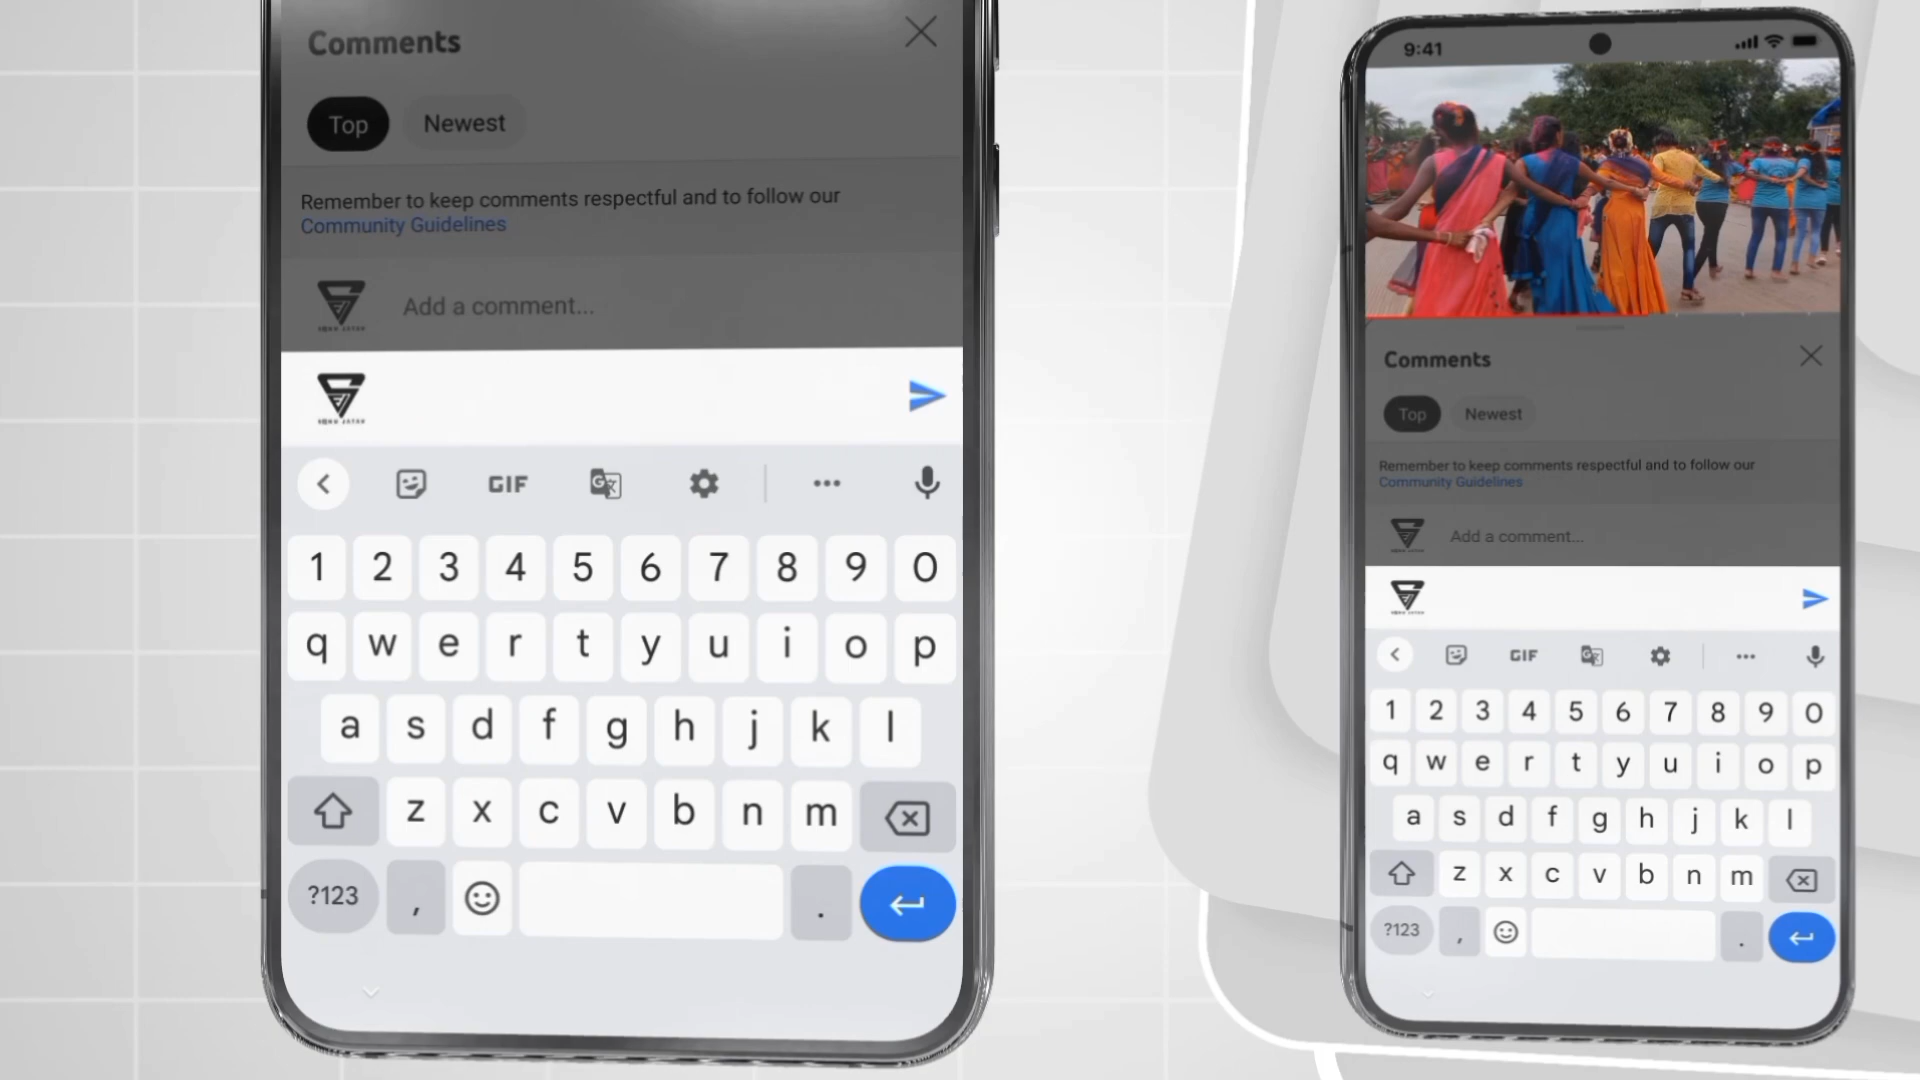 Comments
Top Newest
Remember to keep comments respectful and to follow our
Community Guidelines
Add a comment...
GIF
1 2 3 4 5 6 7 8 9 0
q w e r t y u i o p
a s d f g h j k l
z x c v b n m
?123 , .
9:41
Comments
Top Newest
Remember to keep comments respectful and to follow our
Community Guidelines
Add a comment...
GIF
1 2 3 4 5 6 7 8 9 0
q w e r t y u i o p
a s d f g h j k l
z x c v b n m
?123 , .